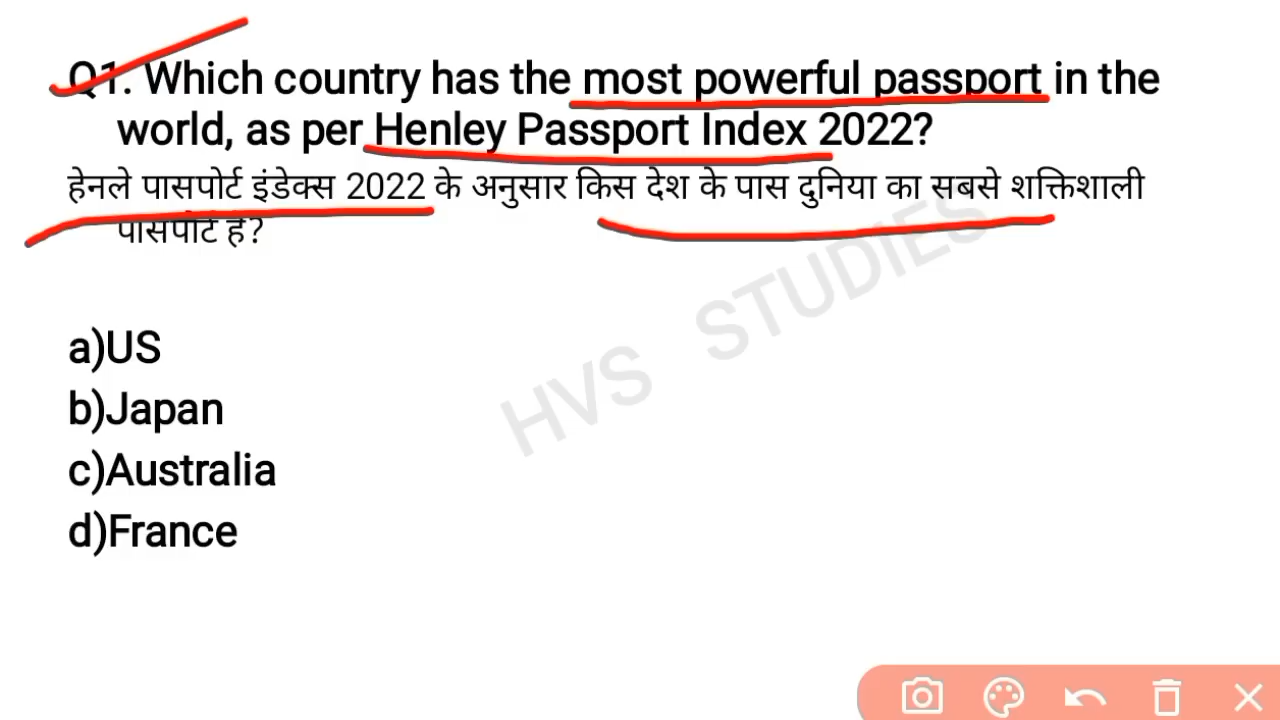 Q1. Which country has the most powerful passport in the
world, as per Henley Passport Index 2022?
हेनले पासपोर्ट इंडेक्स 2022 के अनुसार किस देश के पास दुनिया का सबसे शक्तिशाली
पासपोर्ट है?
HVS STUDIES
a)US
b)Japan
c)Australia
d)France